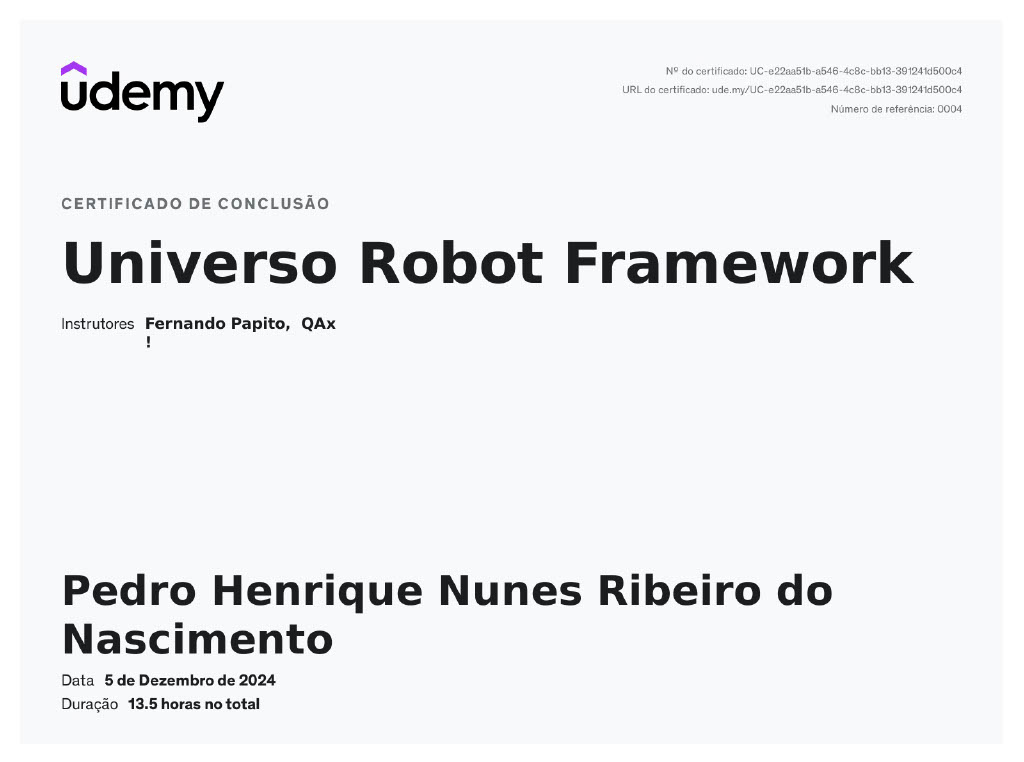 udemy
Nº do certificado: UC-e22aa51b-a546-4c8c-bb13-391241d500c4
URL do certificado: ude.my/UC-e22aa51b-a546-4c8c-bb13-391241d500c4
Número de referência: 0004
CERTIFICADO DE CONCLUSÃO
Universo Robot Framework
Instrutores Fernando Papito, QAx
!
Pedro Henrique Nunes Ribeiro do
Nascimento
Data 5 de Dezembro de 2024
Duração 13.5 horas no total